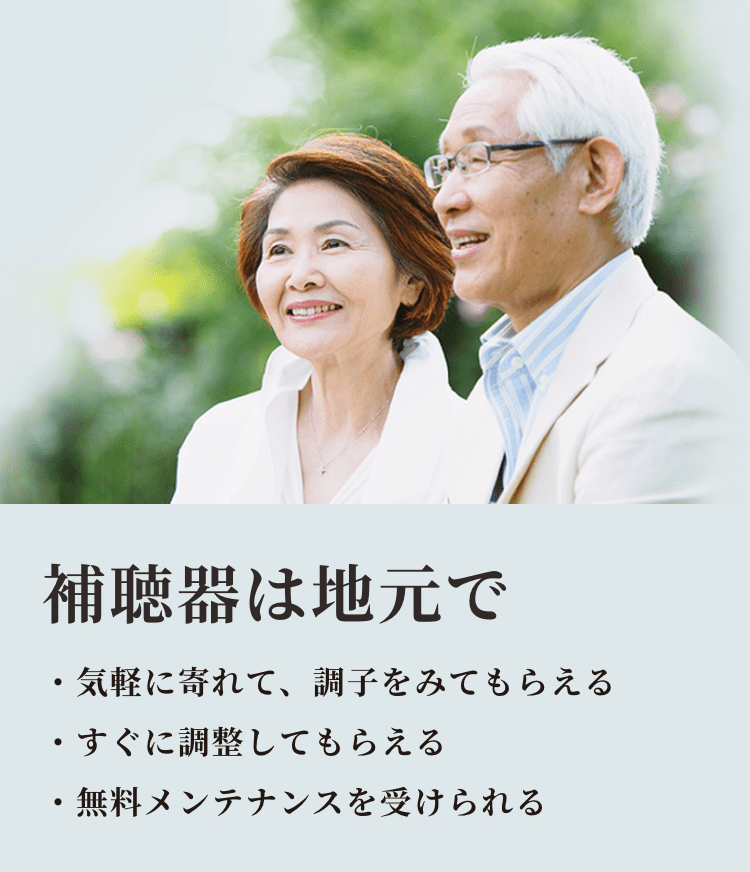 補聴器は地元で
・気軽に寄れて、調子をみてもらえる
・すぐに調整してもらえる
・無料メンテナンスを受けられる